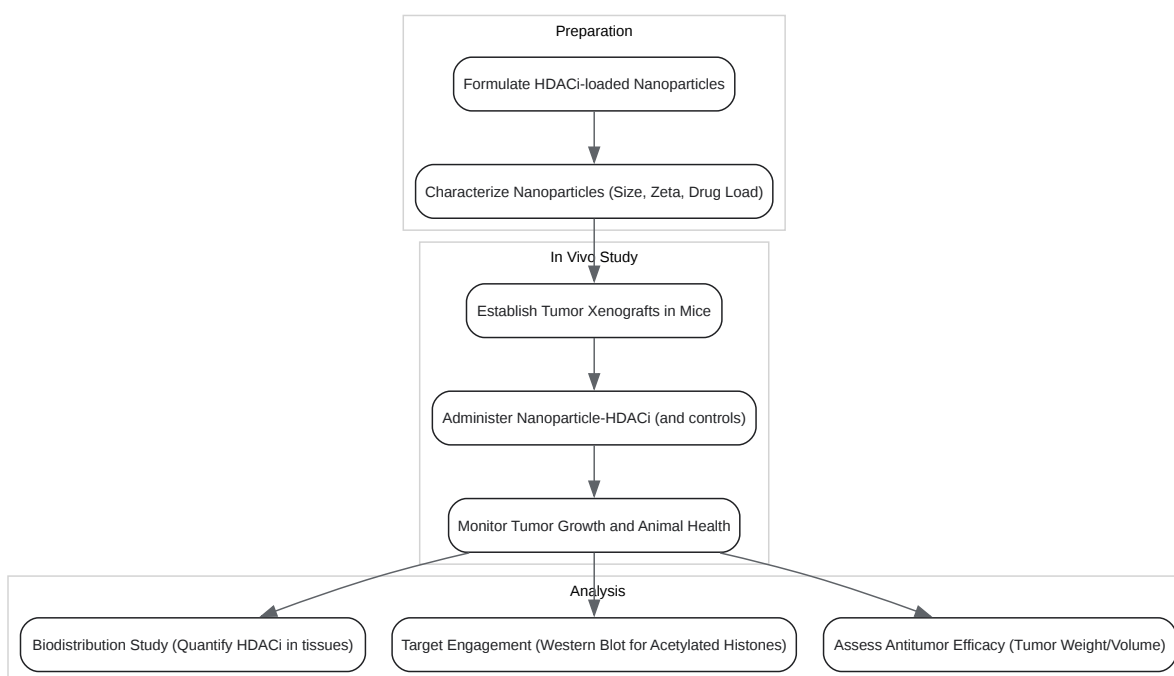 Preparation
Formulate HDACi-loaded Nanoparticles
Characterize Nanoparticles (Size, Zeta, Drug Load)
In Vivo Study
Establish Tumor Xenografts in Mice
Administer Nanoparticle-HDACi (and controls)
Monitor Tumor Growth and Animal Health
Analysis
Biodistribution Study (Quantify HDACi in tissues)
Target Engagement (Western Blot for Acetylated Histones)
Assess Antitumor Efficacy (Tumor Weight/Volume)